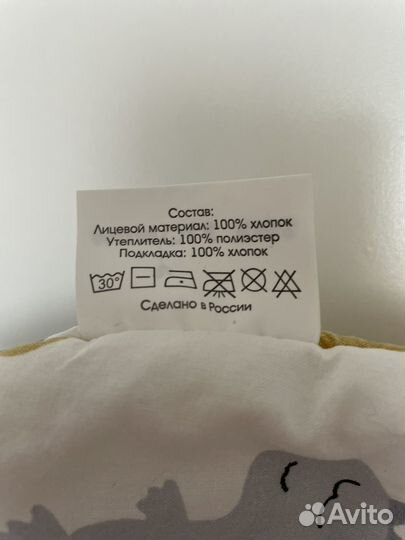 Состав:
Лицевой материал: 100% хлопок
Утеплитель: 100% полиэстер
Подкладка: 100% хлопок
30°
Сделано в России
Avito